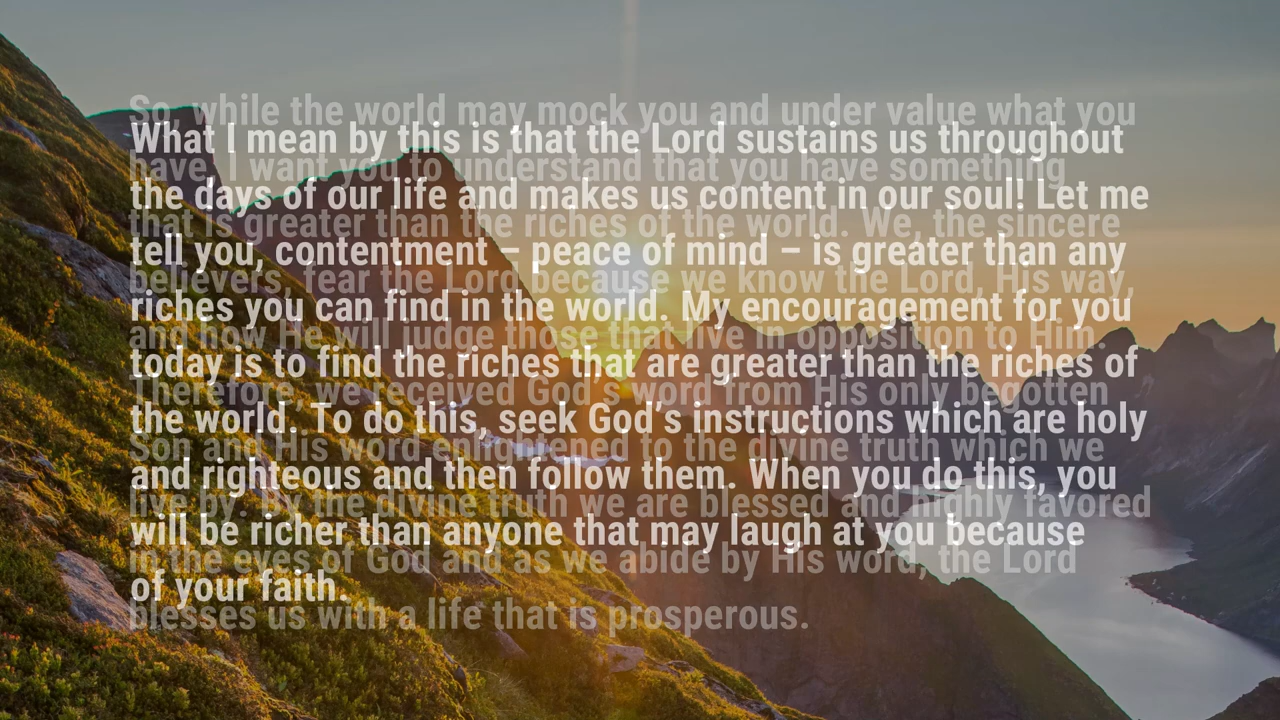 So, while the world may mock you and under value what you
What I mean by this is that the Lord sustains us throughout
have, I want you to understand that you have something
the days of our life and makes us content in our soul! Let me
that is greater than the riches of the world. We, the sincere
tell you, contentment – peace of mind – is greater than any
believers, fear the Lord because we know the Lord, His way,
riches you can find in the world. My encouragement for you
and how He will judge those that live in opposition to Him.
today is to find the riches that are greater than the riches of
received God's word from His only begotten
the world. To do this, seek God's instructions which are holy
Son and His word to the divine truth which we
and righteous and then follow them. When you do this, you
live by. In the divine truth we are blessed and highly favored
will be richer than anyone that may laugh at you because
in the eyes of God and as we abide by His word, the Lord
of your faith.
blesses us with a life that is prosperous.